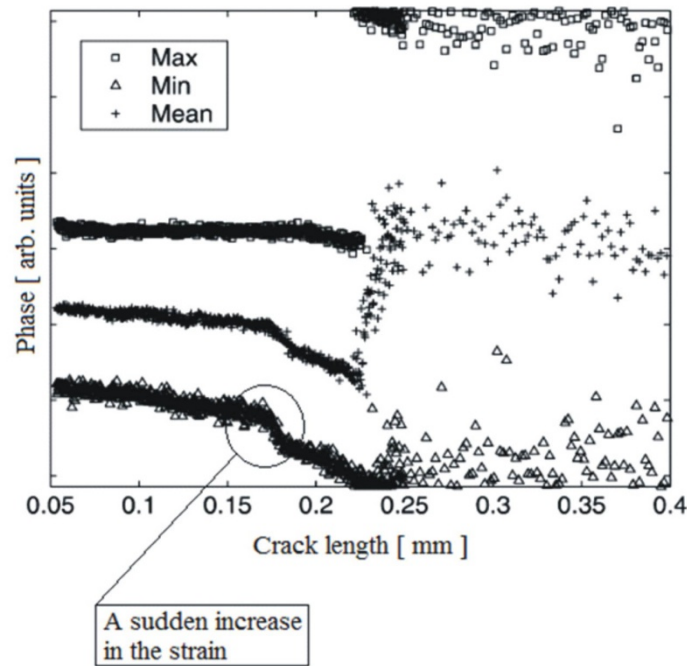 Max
Min
Mean
Phase [ arb. units]
0.05
0.1
0.15
0.2
0.25
0.3
0.35
0.4
Crack length [ mm ]
A sudden increase
in the strain